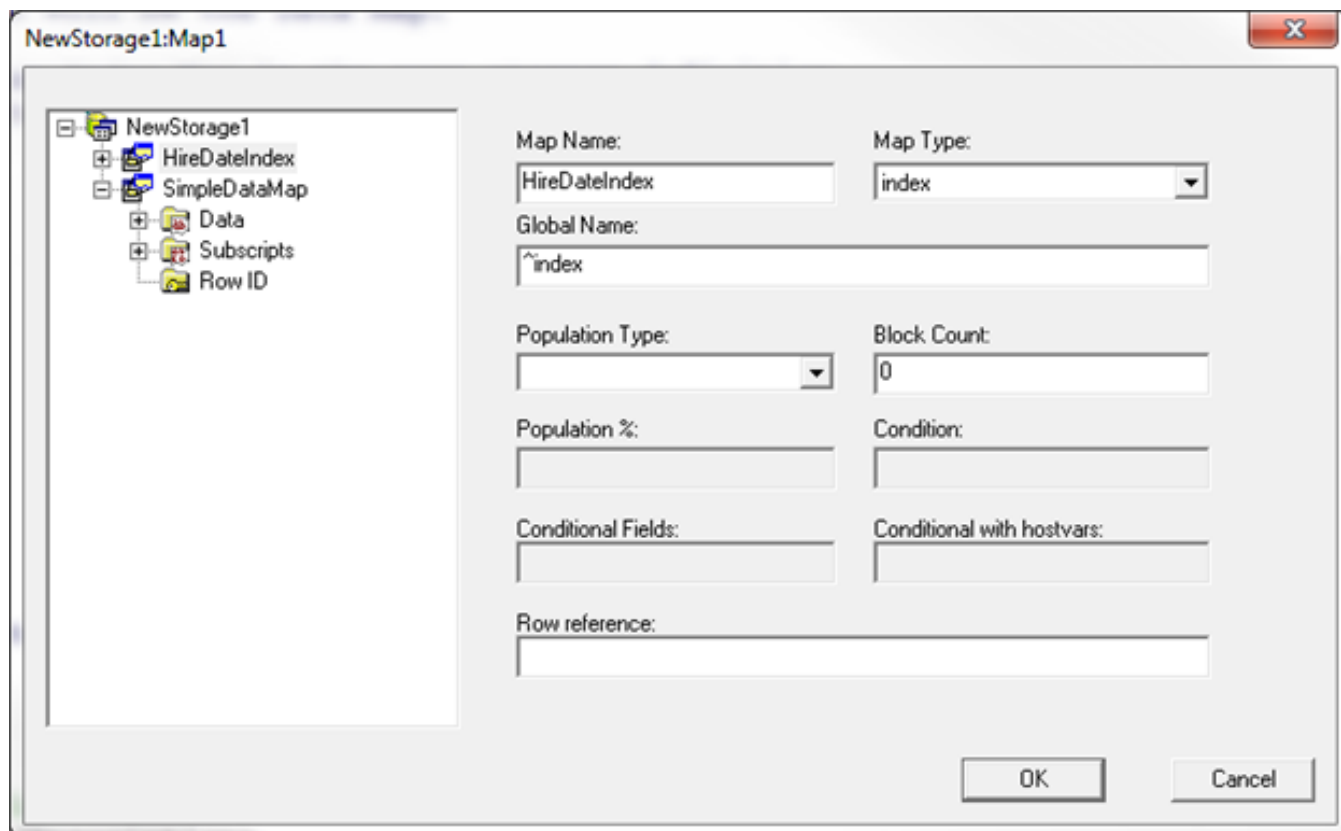 NewStorage1:Map1
NewStorage1
HireDateIndex
SimpleDataMap
Data
Subscripts
Row ID
Map Name:
Map Type:
HireDateIndex
index
Global Name:
^index
Population Type:
Block Count:
0
Population %:
Condition:
Conditional Fields:
Conditional with hostvars:
Row reference:
OK
Cancel